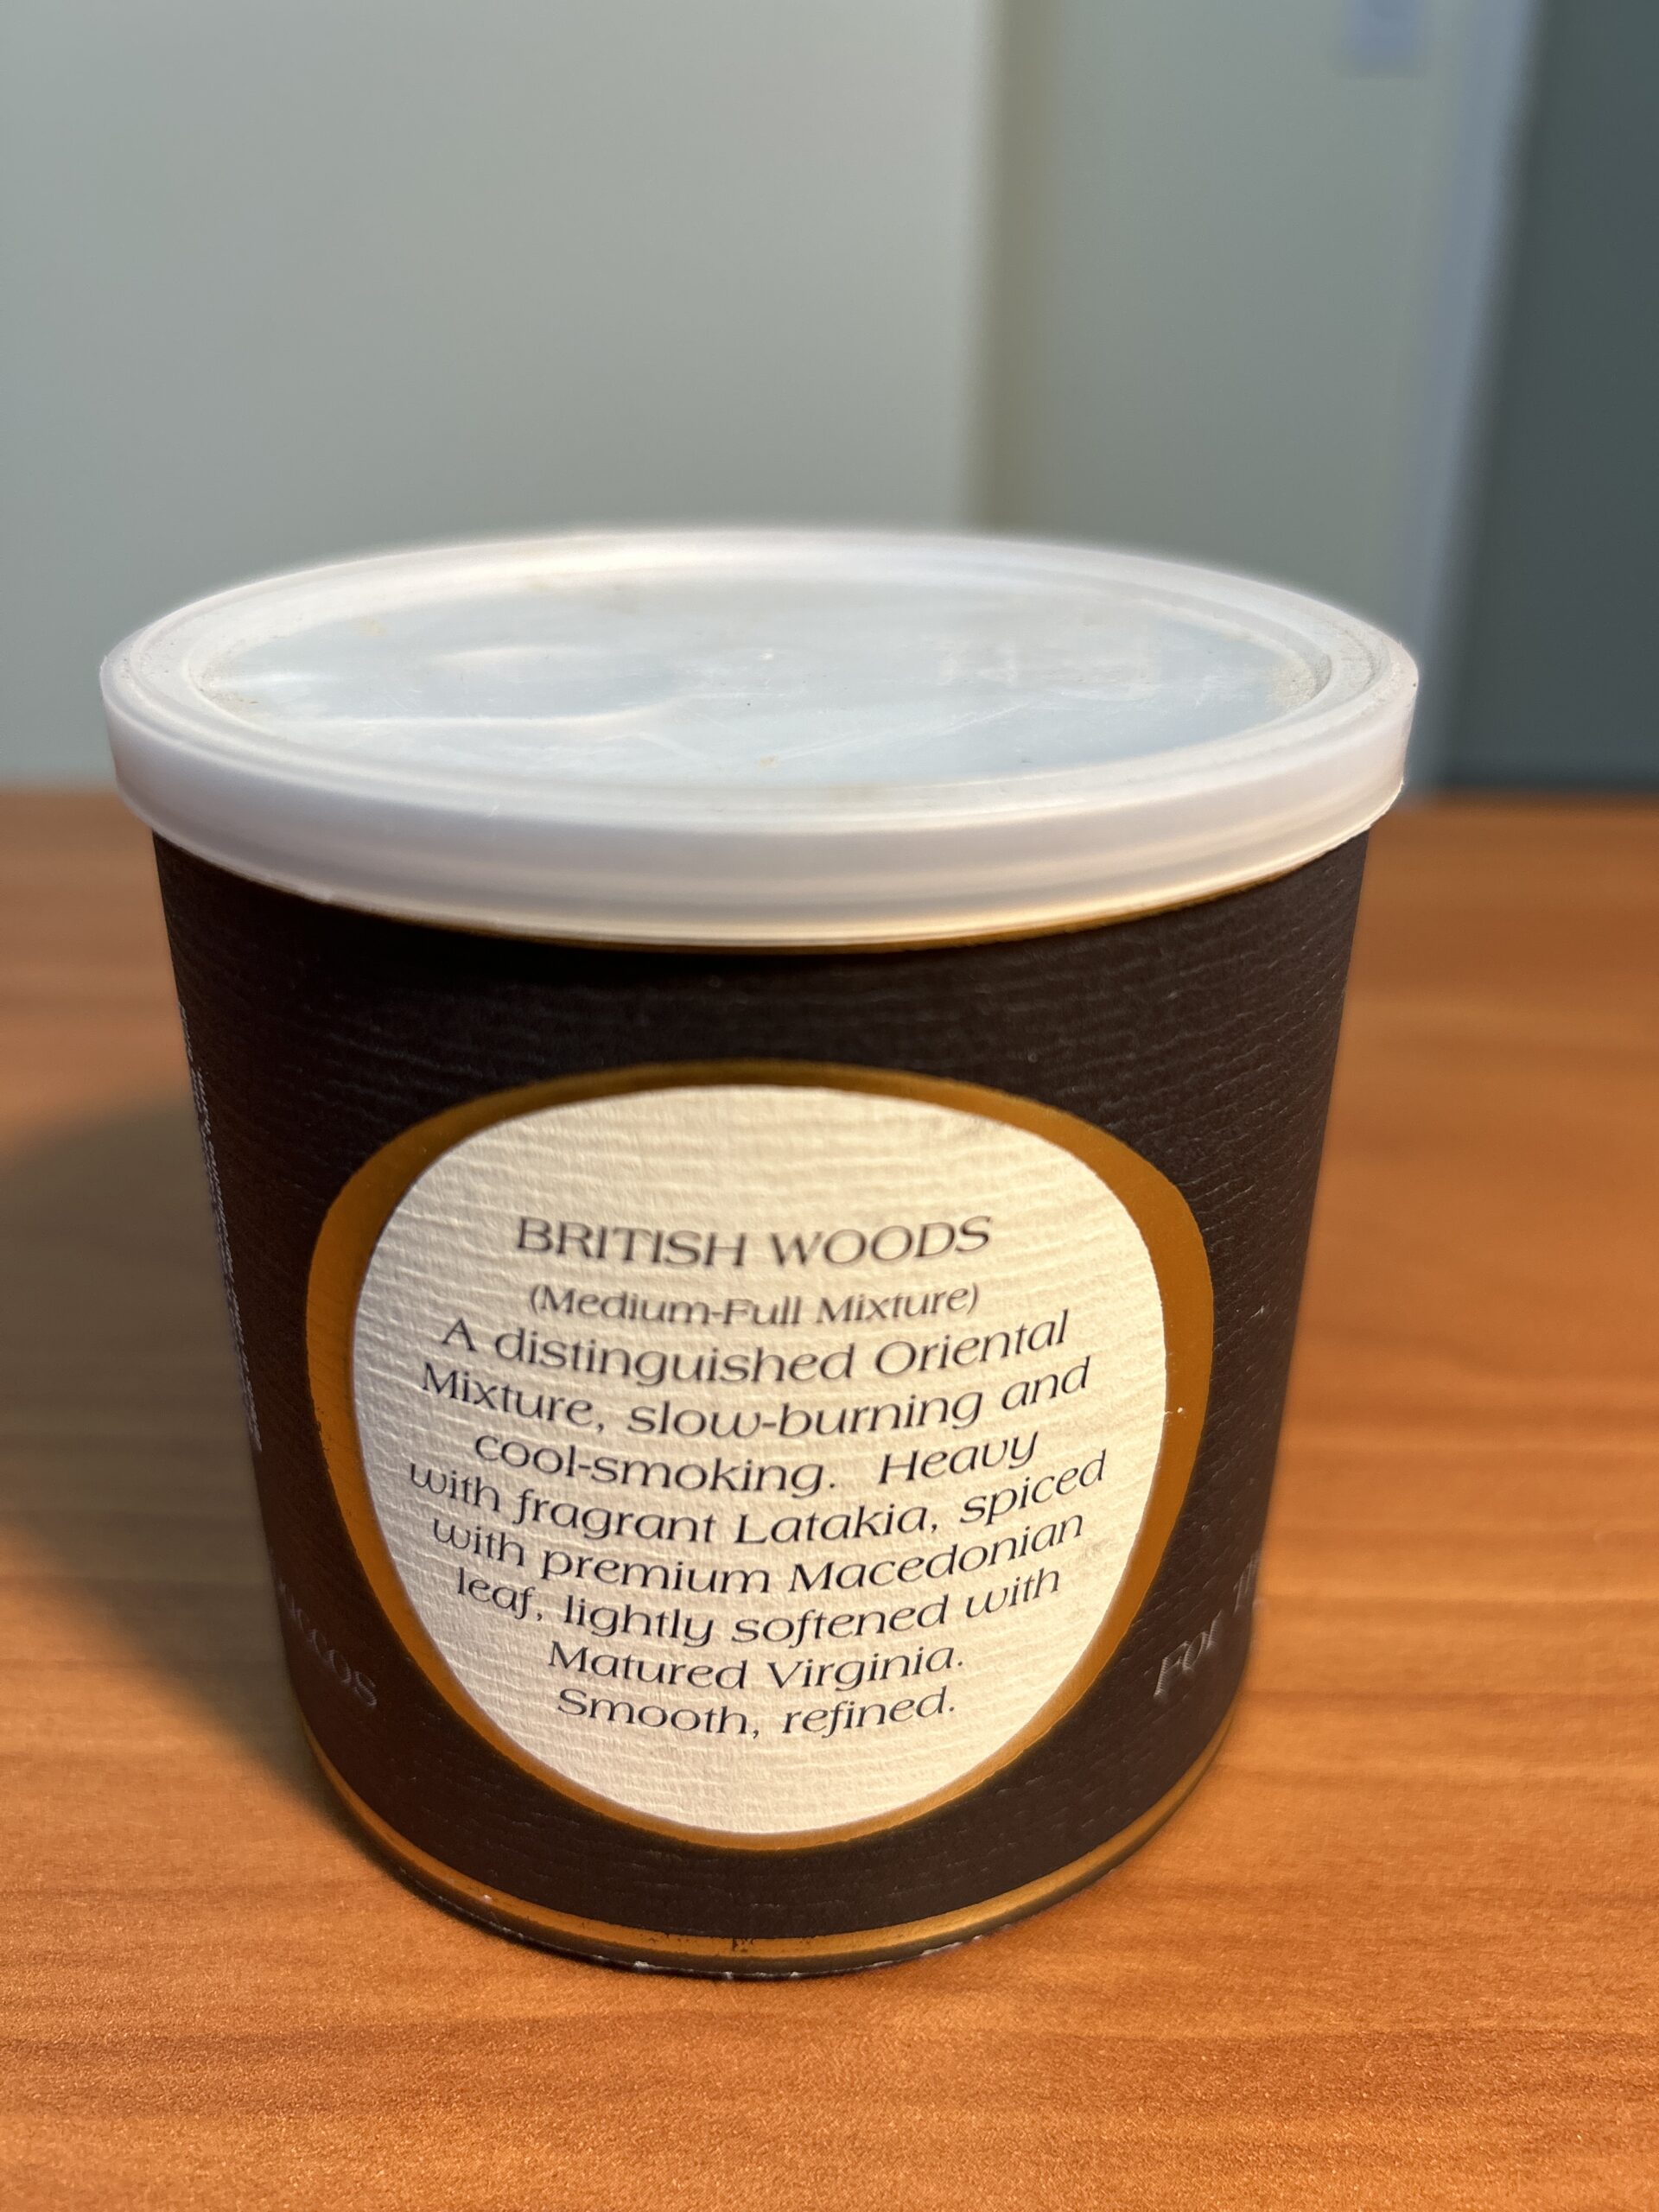 BRITISH WOODS
(Medium-Full Mixture)
A distinguished Oriental
Mixture, slow-burning and
cool-smoking. Heavy
with fragrant Latakia, spiced
with premium Macedonian
leaf, lightly softened with
Matured Virginia.
Smooth, refined.
For